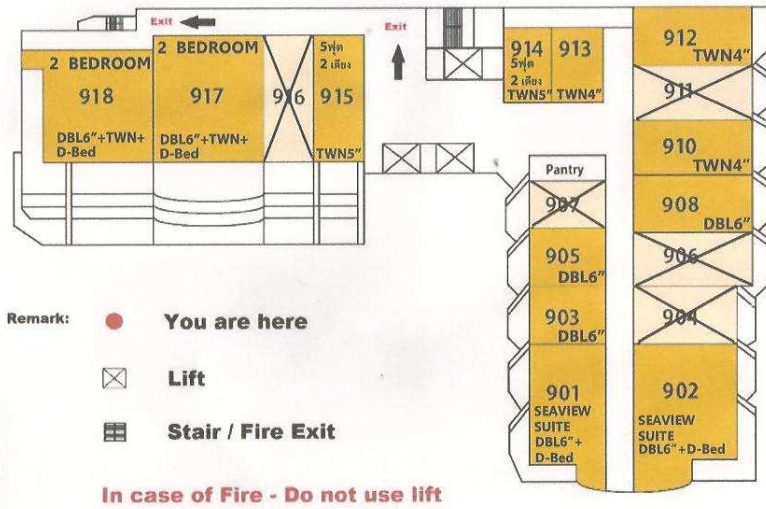 Exit
Exit
2 BEDROOM
918
DBL6"+TWN+
D-Bed
2 BEDROOM
917
DBL6"+TWN+
D-Bed
916
5ฟุต
2 เตียง
915
TWN5"
914
5ฟุต
2 เตียง
TWN5"
913
TWN4"
912
TWN4"
911
910
TWN4"
908
DBL6"
906
904
902
SEAVIEW
SUITE
DBL6"+D-Bed
Pantry
907
905
DBL6"
903
DBL6"
901
SEAVIEW
SUITE
DBL6"+
D-Bed
Remark:
You are here
Lift
Stair / Fire Exit
In case of Fire - Do not use lift